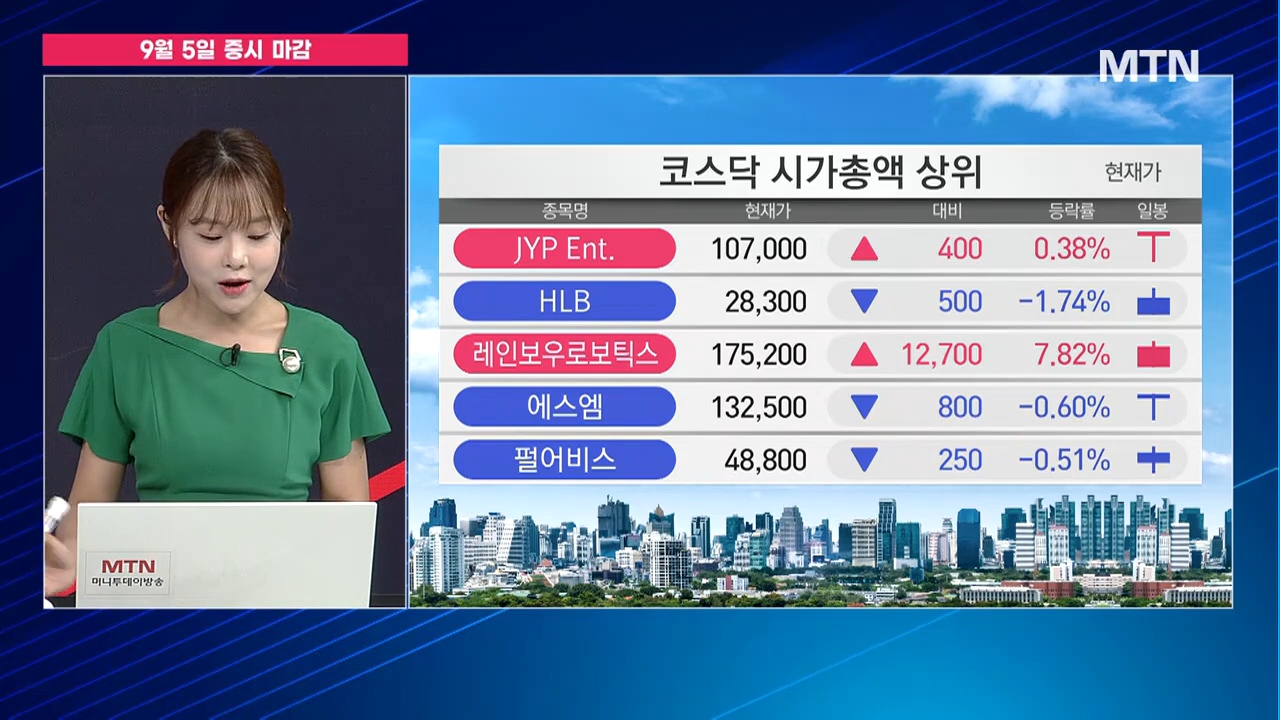 9월 5일 증시 마감
MTN
코스닥 시가총액 상위 현재가
종목명 현재가 대비 등락률 일봉
JYP Ent. 107,000 ▲ 400 0.38%
HLB 28,300 ▼ 500 -1.74%
레인보우로보틱스 175,200 ▲ 12,700 7.82%
에스엠 132,500 ▼ 800 -0.60%
펄어비스 48,800 ▼ 250 -0.51%
MTN
머니투데이방송